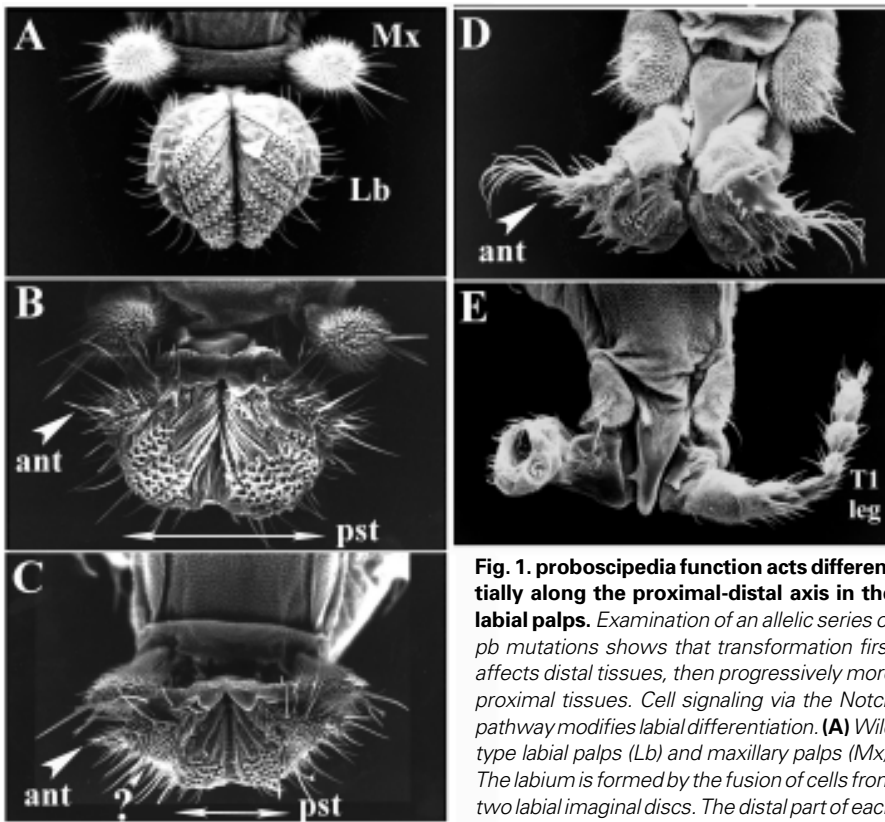 A
Mx
Lb
B
ant
pst
C
ant
?
pst
D
ant
E
T1
leg
Fig. 1. proboscipedia function acts differen
tially along the proximal-distal axis in the
labial palps. Examination of an allelic series o
pb mutations shows that transformation firs
affects distal tissues, then progressively more
proximal tissues. Cell signaling via the Notc
pathway modifies labial differentiation. (A) Wil
type labial palps (Lb) and maxillary palps (Mx)
The labium is formed by the fusion of cells from
two labial imaginal discs. The distal part of each